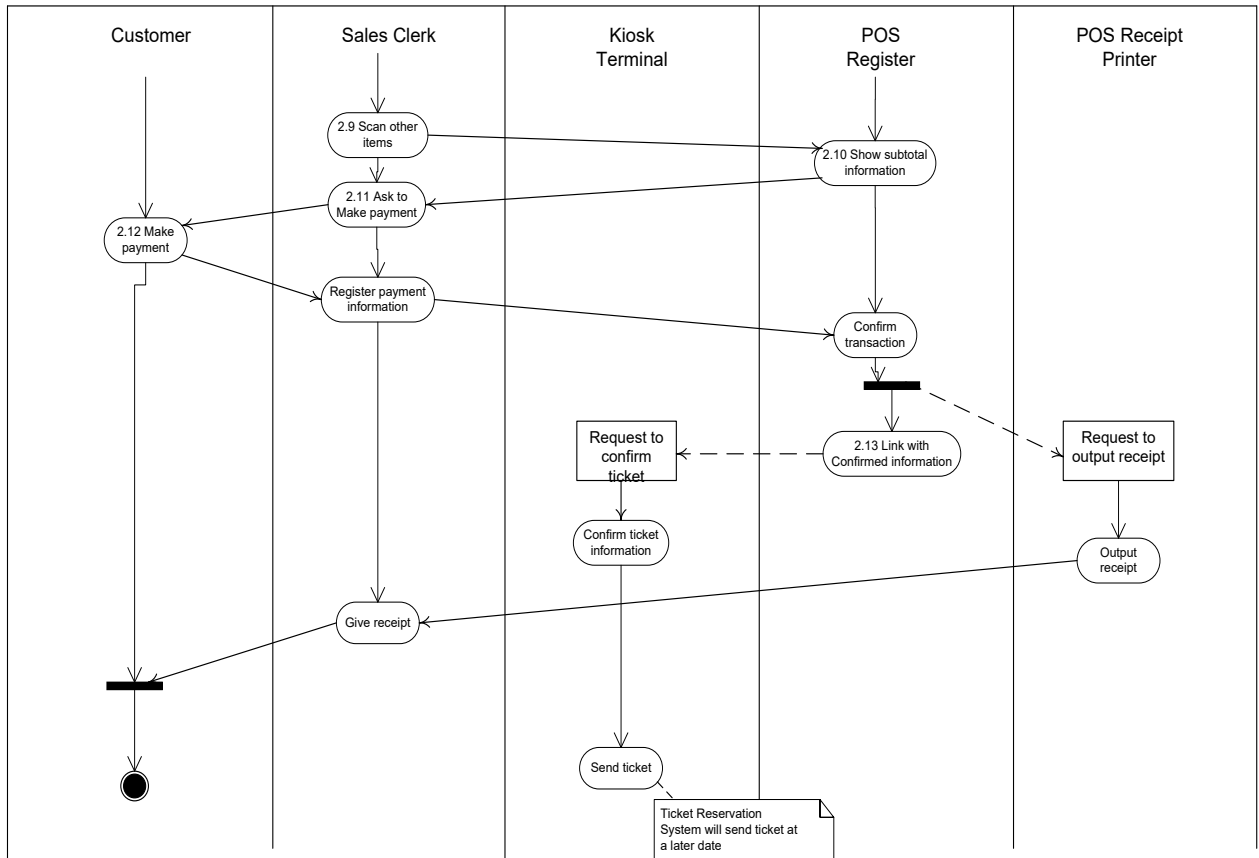 Customer
Sales Clerk
Kiosk
Terminal
POS
Register
POS Receipt
Printer
2.9 Scan other
items
2.10 Show subtotal
information
2.11 Ask to
Make payment
2.12 Make
payment
Register payment
information
Confirm
transaction
Request to
confirm
ticket
2.13 Link with
Confirmed information
Request to
output receipt
Confirm ticket
information
Output
receipt
Give receipt
Send ticket
Ticket Reservation
System will send ticket at
a later date